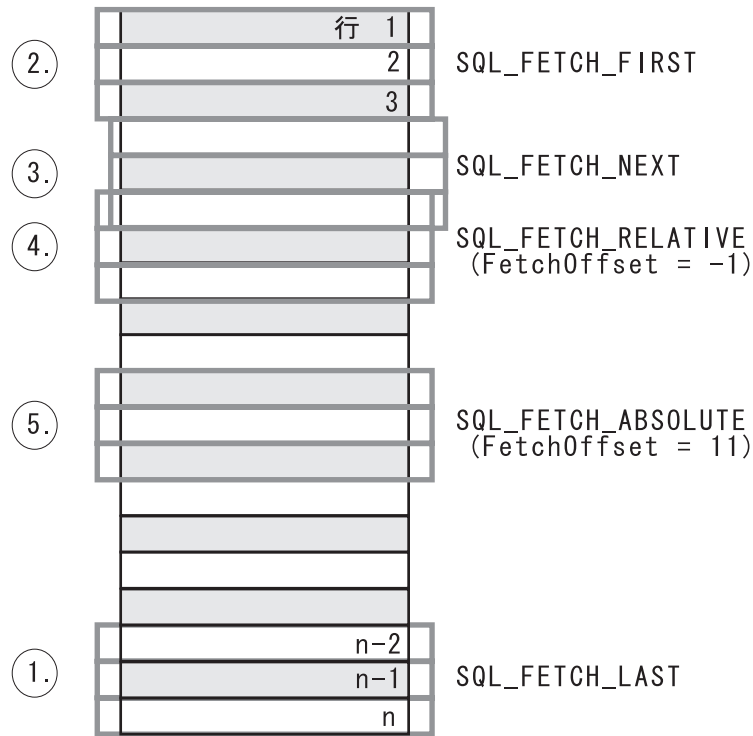 行 1
2. 2 SQL_FETCH_FIRST
3
3. SQL_FETCH_NEXT
4. SQL_FETCH_RELATIVE
(FetchOffset = -1)
5. SQL_FETCH_ABSOLUTE
(FetchOffset = 11)
n-2
1. n-1 SQL_FETCH_LAST
n